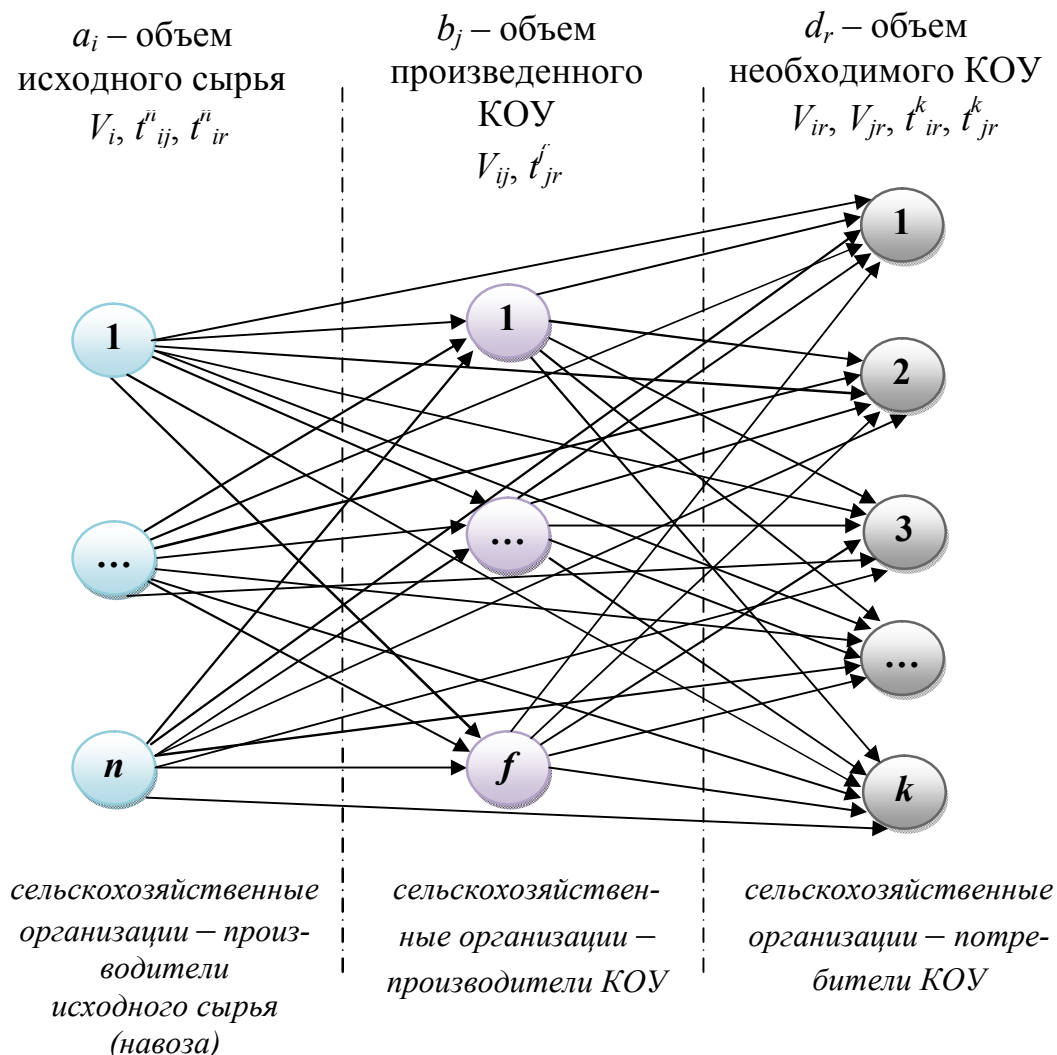 a_i – объем
исходного сырья
V_i, t^n_ij, t^n_ir
b_j – объем
произведенного
КОУ
V_ij, t^f_jr
d_r – объем
необходимого КОУ
V_ir, V_jr, t^k_ir, t^k_jr
1
...
n
1
...
f
1
2
3
...
k
сельскохозяйственные
организации – произ-
водители
исходного сырья
(навоза)
сельскохозяйствен-
ные организации –
производители КОУ
сельскохозяйственные
организации – потре-
бители КОУ